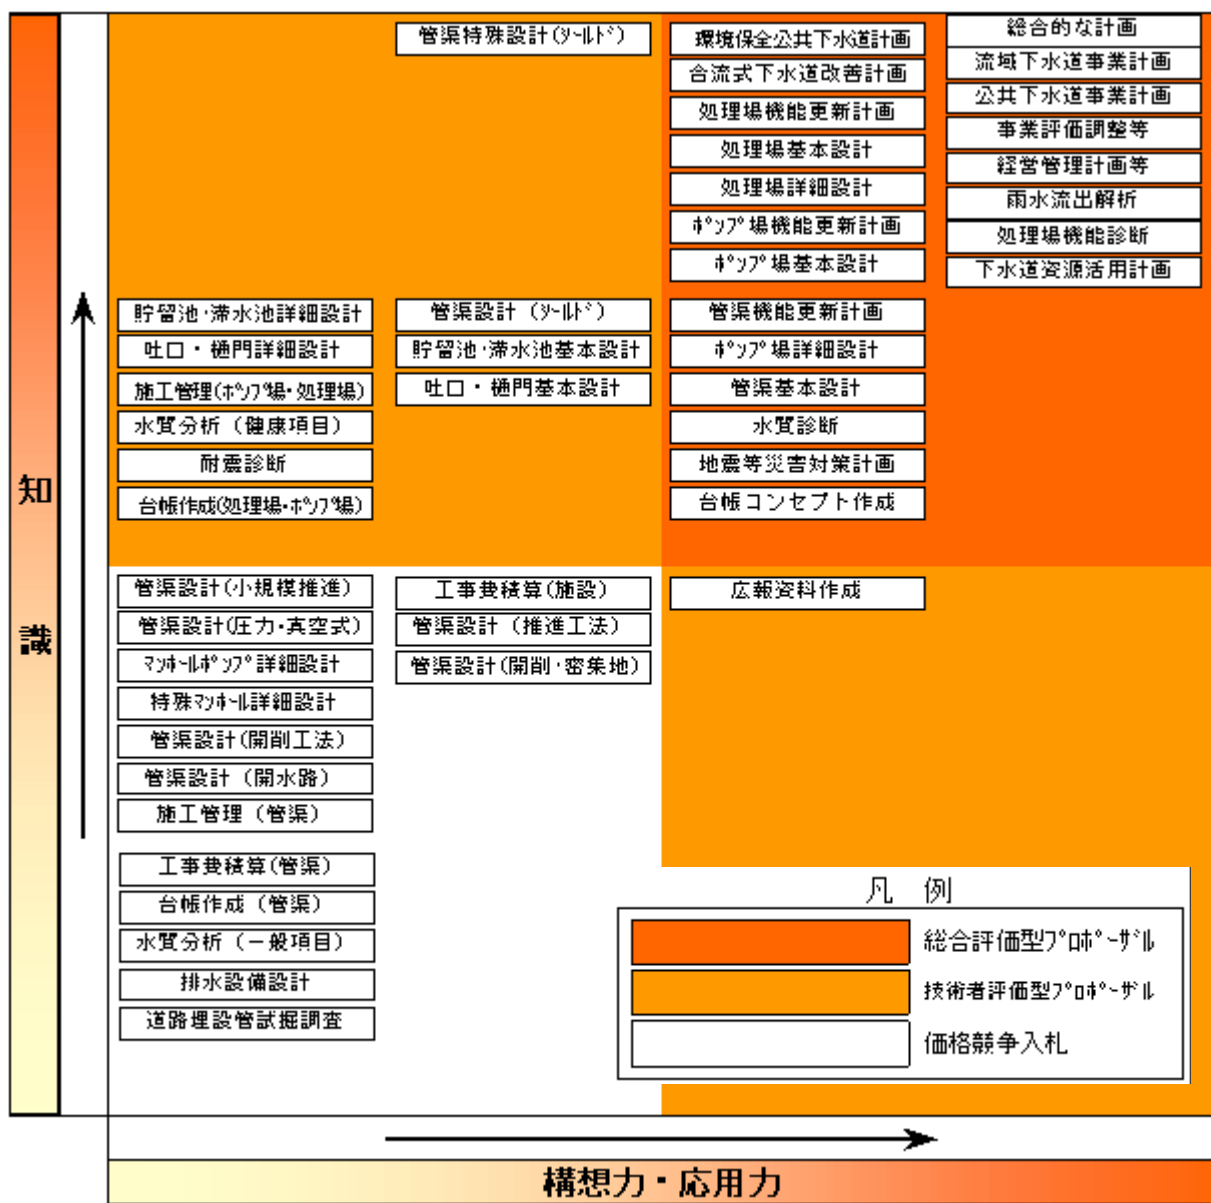 管渠特殊設計(ｼｰﾙﾄﾞ)
環境保全公共下水道計画
合流式下水道改善計画
処理場機能更新計画
処理場基本設計
処理場詳細設計
ﾎﾟﾝﾌﾟ場機能更新計画
ﾎﾟﾝﾌﾟ場基本設計
総合的な計画
流域下水道事業計画
公共下水道事業計画
事業評価調整等
経営管理計画等
雨水流出解析
処理場機能診断
下水道資源活用計画
貯留池･滞水池詳細設計
吐口・樋門詳細設計
施工管理(ﾎﾟﾝﾌﾟ場･処理場)
水質分析（健康項目）
耐震診断
台帳作成(処理場･ﾎﾟﾝﾌﾟ場)
管渠設計（ｼｰﾙﾄﾞ）
貯留池･滞水池基本設計
吐口・樋門基本設計
管渠機能更新計画
ﾎﾟﾝﾌﾟ場詳細設計
管渠基本設計
水質診断
地震等災害対策計画
台帳コンセプト作成
管渠設計(小規模推進)
管渠設計(圧力･真空式)
ﾏﾝﾎｰﾙﾎﾟﾝﾌﾟ詳細設計
特殊ﾏﾝﾎｰﾙ詳細設計
管渠設計(開削工法)
管渠設計（開水路）
施工管理（管渠）
工事費積算(管渠)
台帳作成（管渠）
水質分析（一般項目）
排水設備設計
道路埋設管試掘調査
工事費積算(施設)
管渠設計（推進工法）
管渠設計(開削･密集地)
広報資料作成
凡 例
総合評価型ﾌﾟﾛﾎﾟｰｻﾞﾙ
技術者評価型ﾌﾟﾛﾎﾟｰｻﾞﾙ
価格競争入札
知
識
構想力・応用力